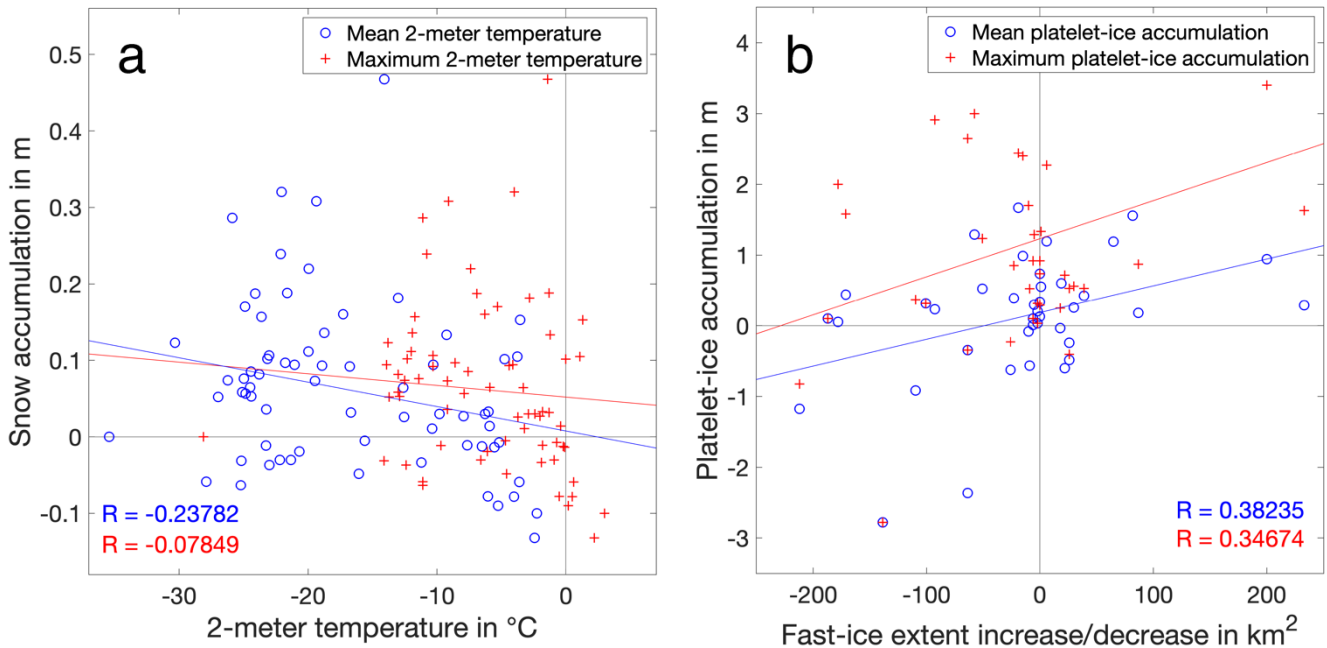 a
Mean 2-meter temperature
Maximum 2-meter temperature
0.5
0.4
0.3
0.2
0.1
0
-0.1
Snow accumulation in m
R = -0.23782
R = -0.07849
-30 -20 -10 0
2-meter temperature in °C
b
Mean platelet-ice accumulation
Maximum platelet-ice accumulation
4
3
2
1
0
-1
-2
-3
Platelet-ice accumulation in m
R = 0.38235
R = 0.34674
-200 -100 0 100 200
Fast-ice extent increase/decrease in km²